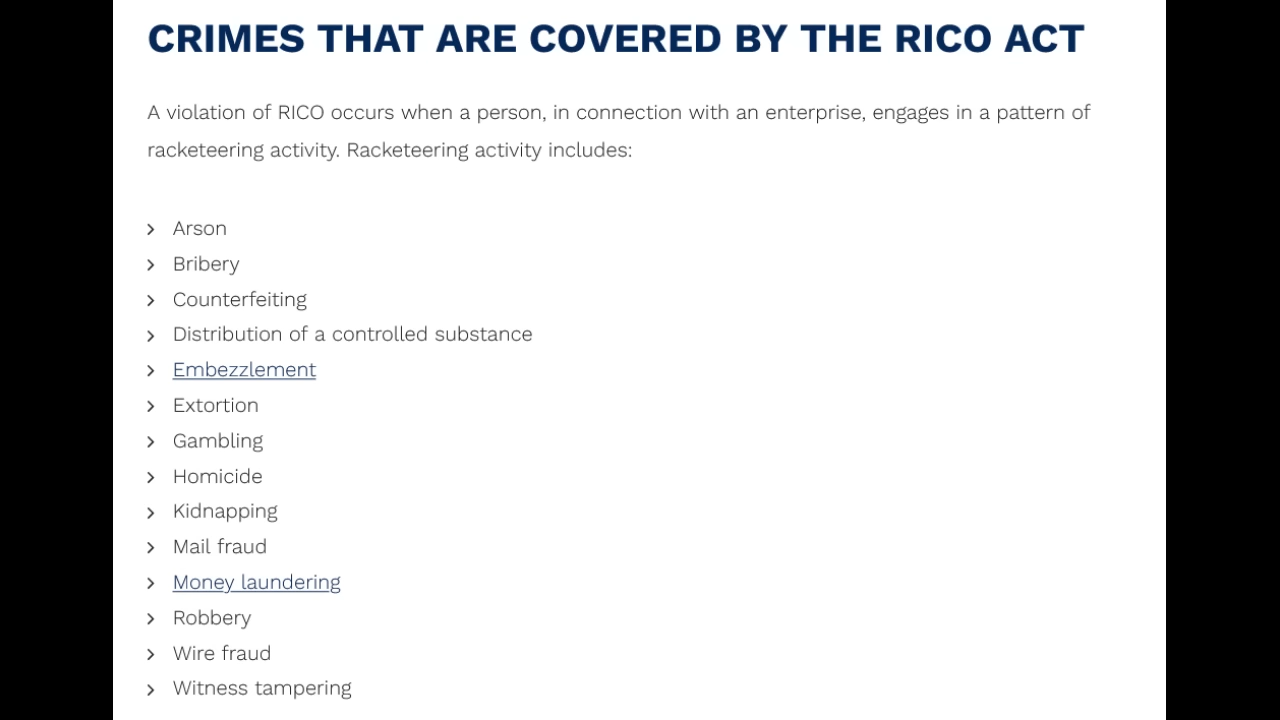 CRIMES THAT ARE COVERED BY THE RICO ACT
A violation of RICO occurs when a person, in connection with an enterprise, engages in a pattern of
racketeering activity. Racketeering activity includes:
Arson
Bribery
Counterfeiting
Distribution of a controlled substance
Embezzlement
Extortion
Gambling
Homicide
Kidnapping
Mail fraud
Money laundering
Robbery
Wire fraud
Witness tampering